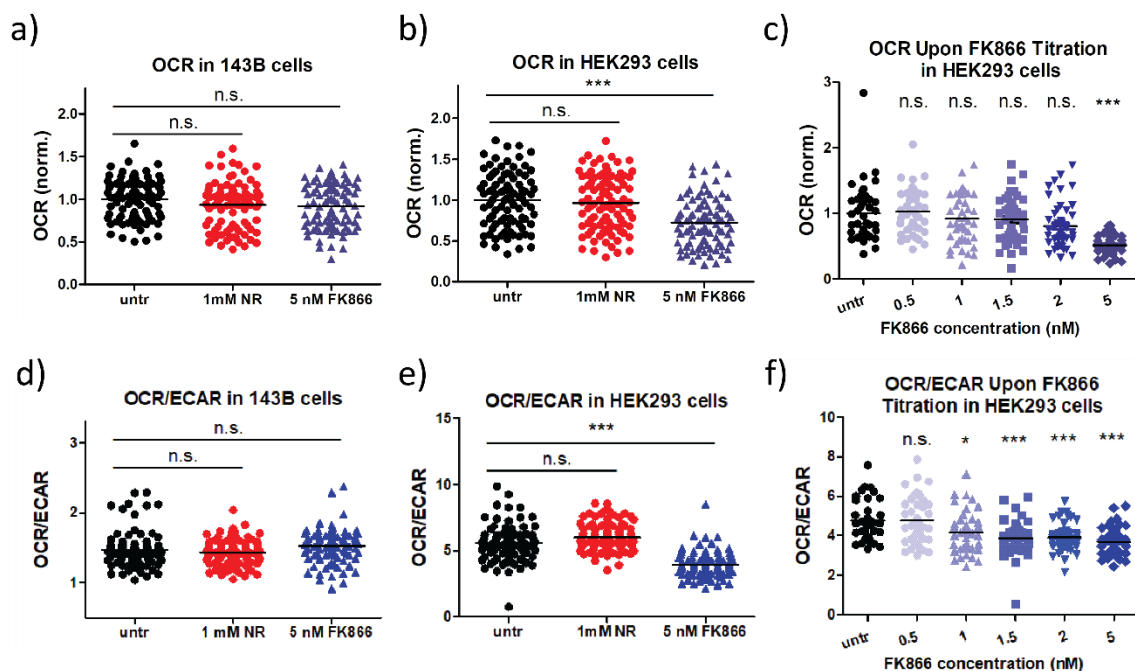 a)
OCR in 143B cells
n.s.
n.s.
OCR (norm.)
2.0
1.5
1.0
0.5
0.0
untr
1mM NR
5 nM FK866
b)
OCR in HEK293 cells
***
n.s.
OCR (norm.)
2.0
1.5
1.0
0.5
0.0
untr
1mM NR
5 nM FK866
c)
OCR Upon FK866 Titration
in HEK293 cells
n.s. n.s. n.s. n.s. ***
OCR (norm.)
3
2
1
0
untr 0.5 1 1.5 2 5
FK866 concentration (nM)
d)
OCR/ECAR in 143B cells
n.s.
n.s.
OCR/ECAR
3
2
1
untr
1 mM NR
5 nM FK866
e)
OCR/ECAR in HEK293 cells
***
n.s.
OCR/ECAR
15
10
5
0
untr
1 mM NR
5 nM FK866
f)
OCR/ECAR Upon FK866
Titration in HEK293 cells
n.s. * *** *** ***
OCR/ECAR
10
8
6
4
2
0
untr 0.5 1 1.5 2 5
FK866 concentration (nM)